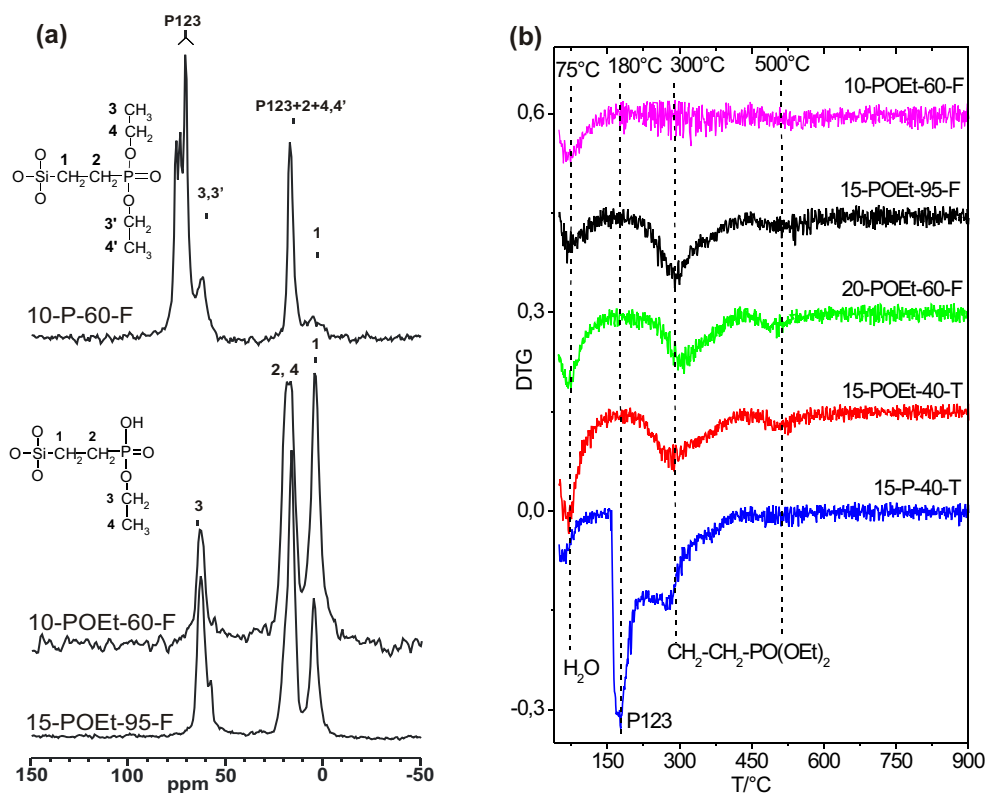 (a)
P123
P123+2+4,4'
3 CH3
4 CH2
O
O 1 2
O-Si-CH2-CH2-P=O
O O
3' CH2
4' CH3
3,3'
1
10-P-60-F
1
2, 4
O 1 2 OH
O-Si-CH2-CH2-P=O
O O
3 CH2
4 CH3
3
10-POEt-60-F
15-POEt-95-F
150 100 50 0 -50
ppm
(b)
75°C 180°C 300°C 500°C
10-POEt-60-F
0,6
15-POEt-95-F
20-POEt-60-F
0,3
15-POEt-40-T
DTG
15-P-40-T
0,0
CH2-CH2-PO(OEt)2
H2O
P123
-0,3
150 300 450 600 750 900
T/°C